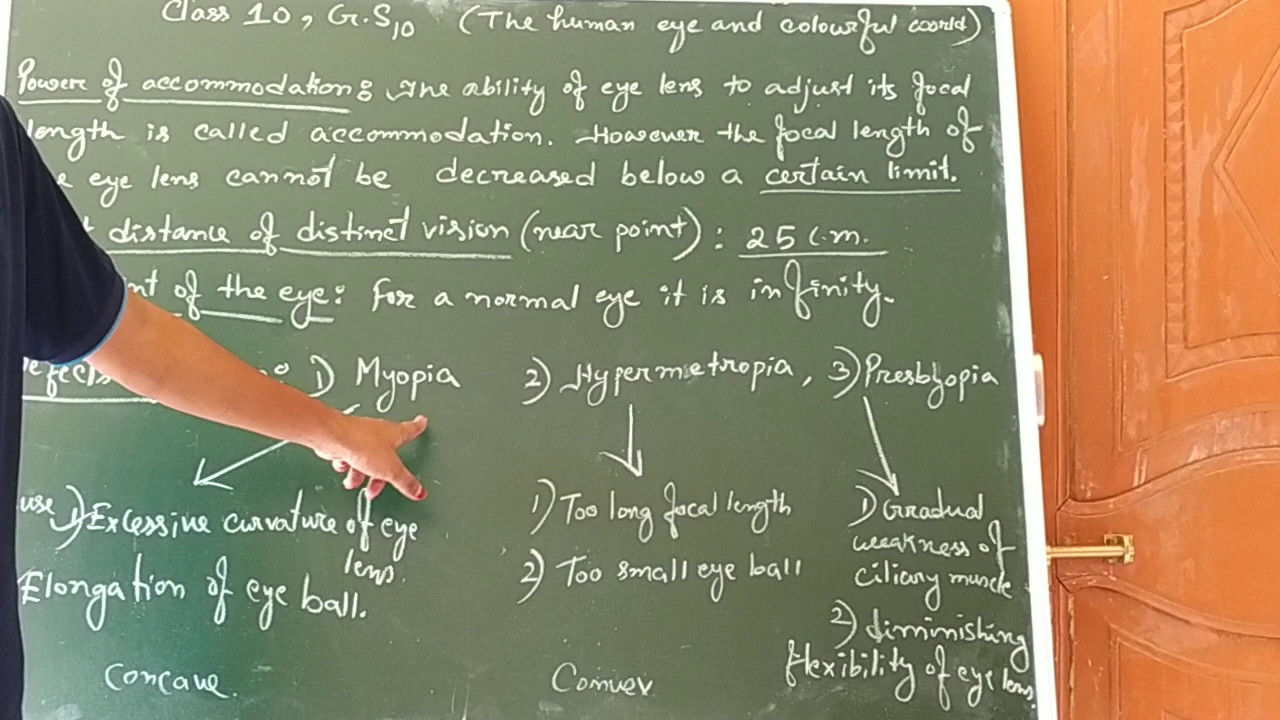 Class 10, G.S10 (The human eye and colourful world)
Power of accommodation: The ability of eye lens to adjust its focal
length is called accommodation. However the focal length of
eye lens cannot be decreased below a certain limit.
distance of distinct vision (near point): 25 c.m.
of the eye: for a normal eye it is infinity.
1) Myopia 2) Hypermetropia, 3) Presbyopia
1) Excessive curvature of eye
lens.
Elongation of eye ball.
Concave.
1) Too long focal length
2) Too small eye ball
Convex
1) Gradual
weakness of
ciliary muscle
2) diminishing
flexibility of eye lens